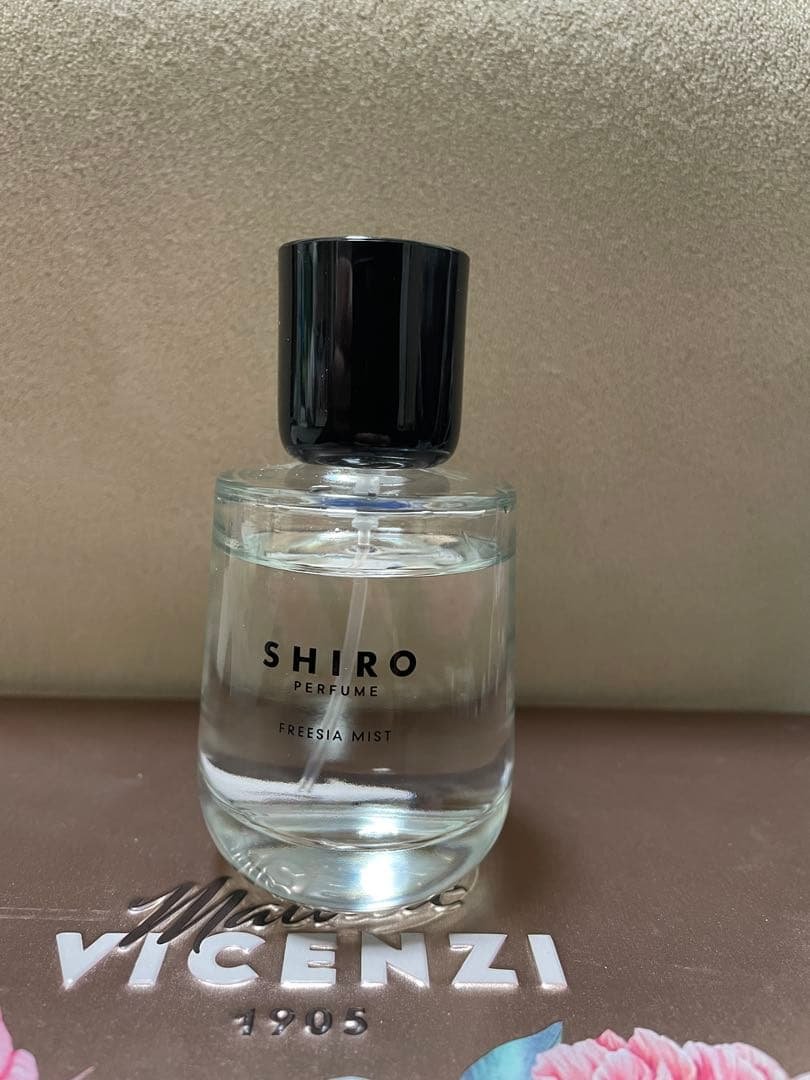 SHIRO
PERFUME
FREESIA MIST
VICENZI
1905